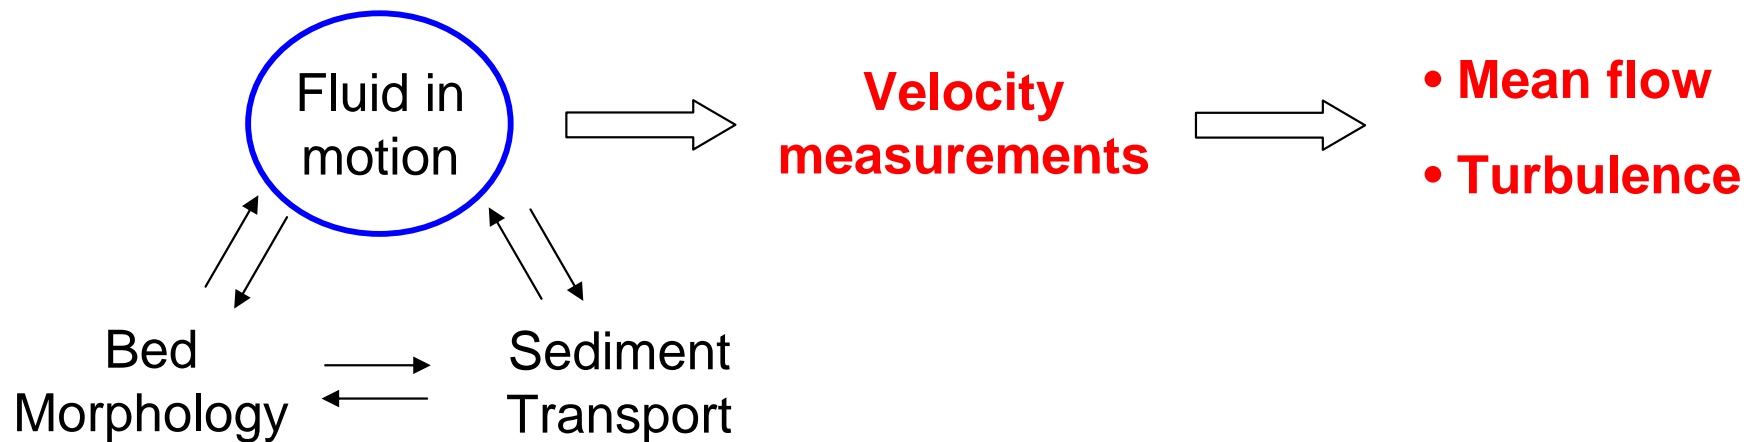 Fluid in
motion
Velocity
measurements
• Mean flow
• Turbulence
Bed
Morphology
Sediment
Transport